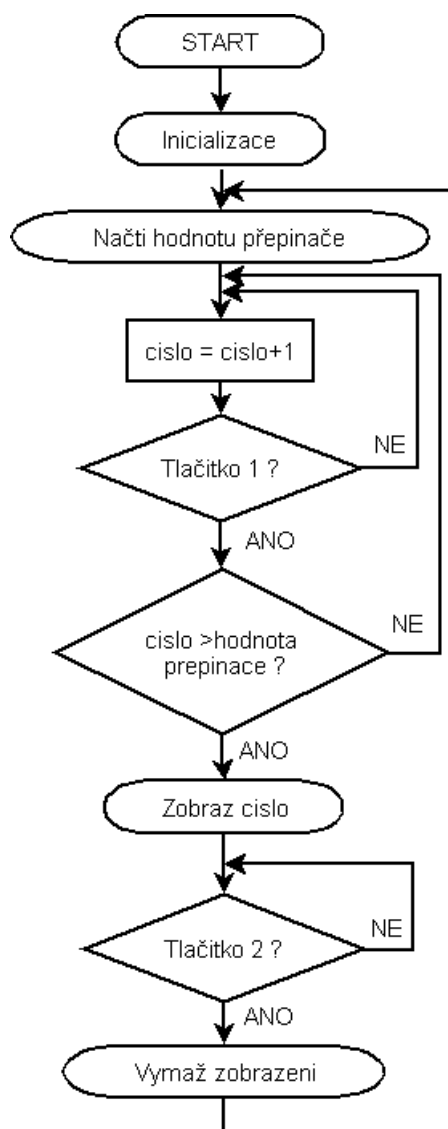 START
Inicializace
Načti hodnotu přepinače
cislo = cislo+1
Tlačitko 1 ?
NE
ANO
cislo >hodnota
prepinace ?
NE
ANO
Zobraz cislo
Tlačitko 2 ?
NE
ANO
Vymaž zobrazeni